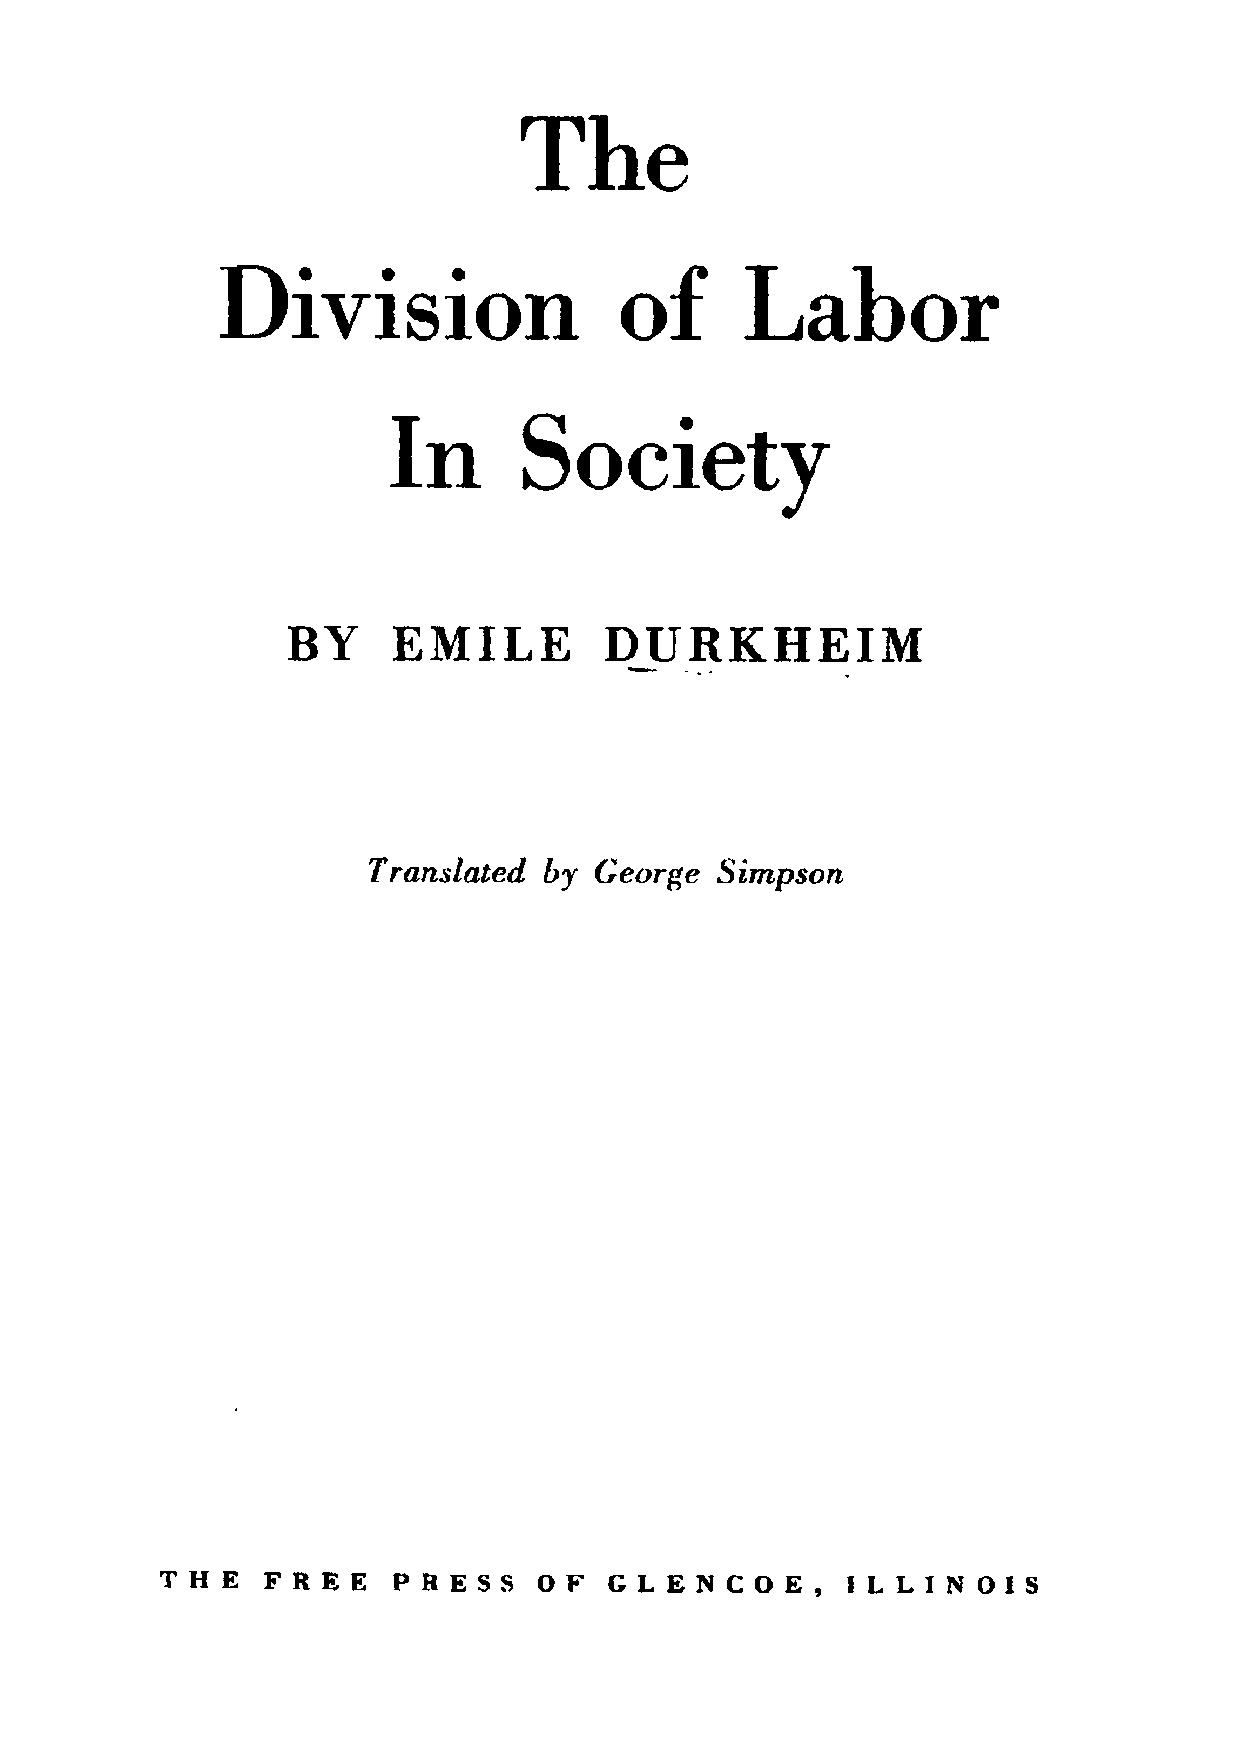 The
Division of Labor
In Society
BY EMILE DURKHEIM
Translated by George Simpson
THE FREE PRESS OF GLENCOE, ILLINOIS